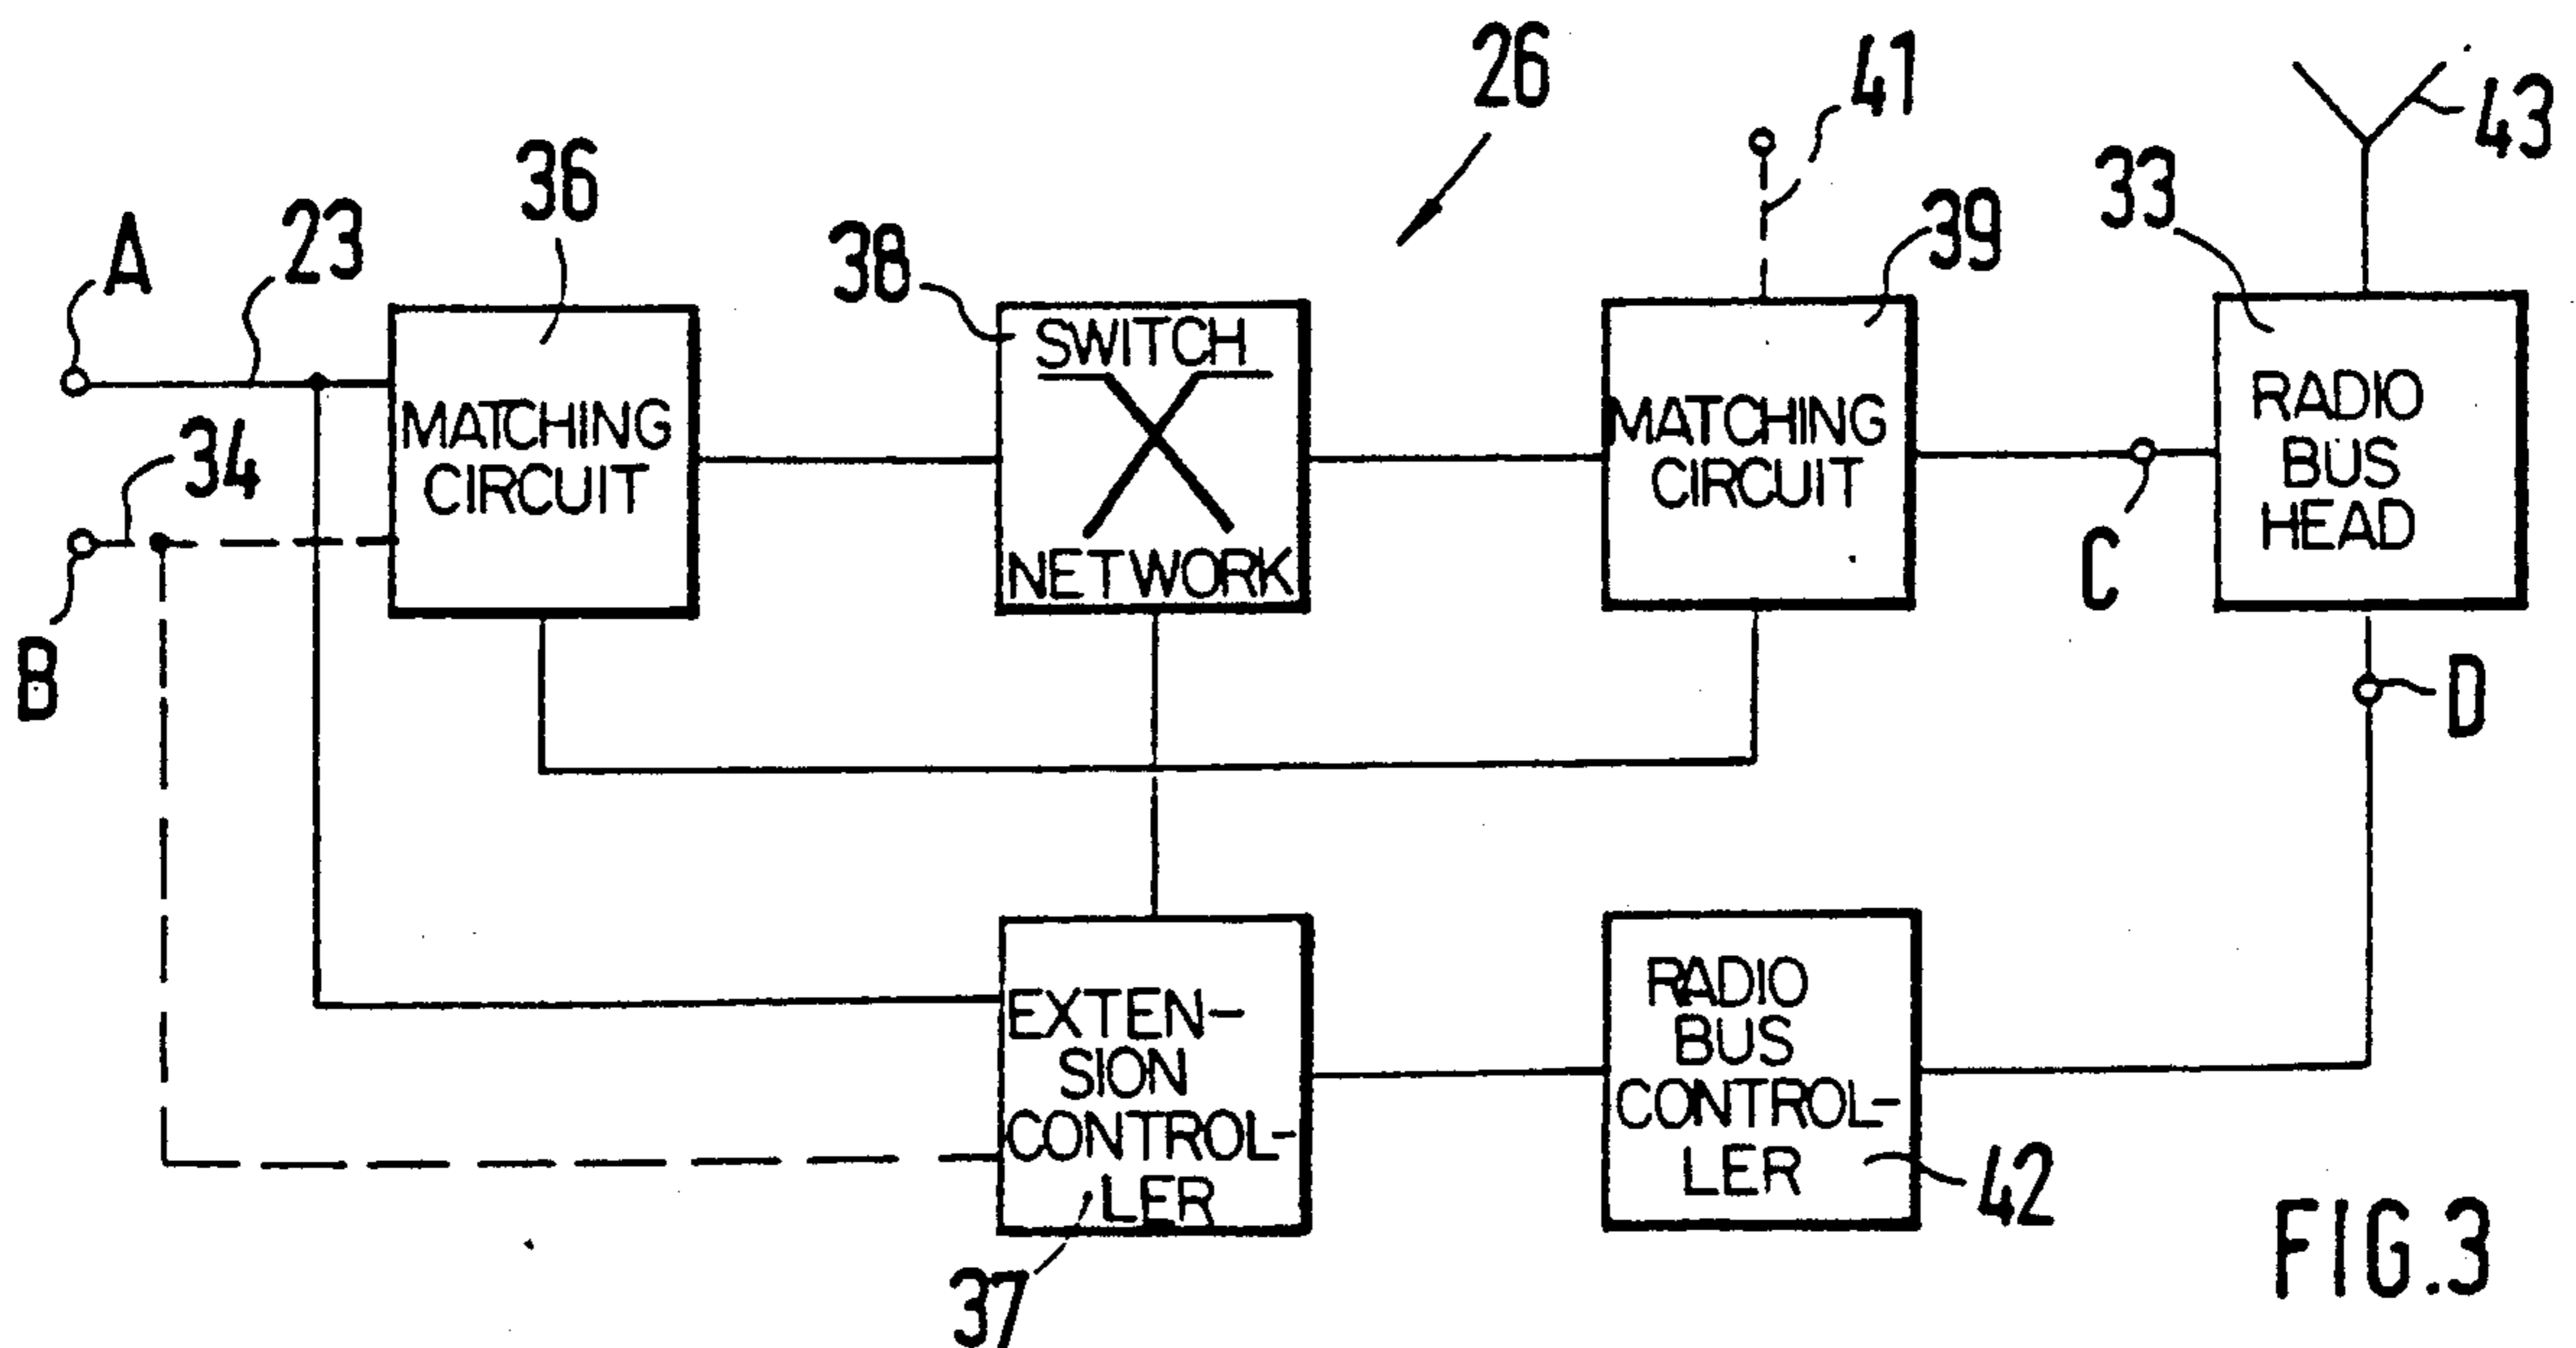 26
41
43
36
33
39
23
A
38
SWITCH
NETWORK
MATCHING
CIRCUIT
MATCHING
CIRCUIT
RADIO
BUS
HEAD
34
B
C
D
EXTEN-
SION
CONTROL-
LER
RADIO
BUS
CONTROL-
LER
42
37
FIG.3